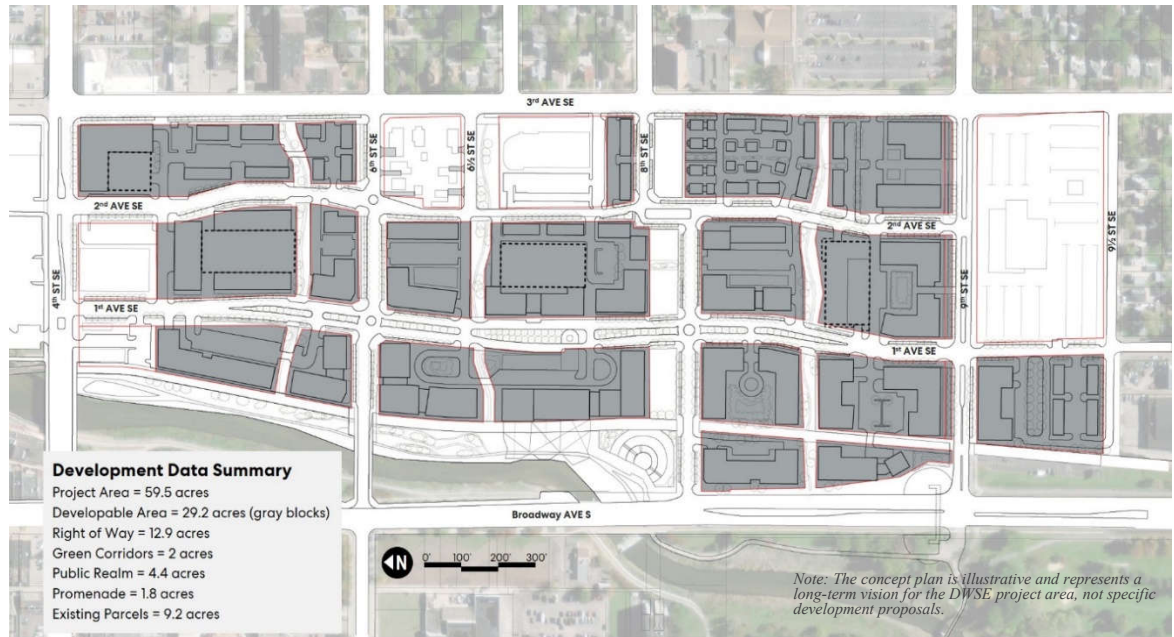 3rd AVE SE
6th ST SE
6½ ST SE
8th ST SE
2nd AVE SE
2nd AVE SE
4th ST SE
9th ST SE
9½ ST SE
1st AVE SE
1st AVE SE
Development Data Summary
Project Area = 59.5 acres
Developable Area = 29.2 acres (gray blocks)
Right of Way = 12.9 acres
Green Corridors = 2 acres
Public Realm = 4.4 acres
Promenade = 1.8 acres
Existing Parcels = 9.2 acres
Broadway AVE S
N
0' 100' 200' 300'
Note: The concept plan is illustrative and represents a
long-term vision for the DWSE project area, not specific
development proposals.